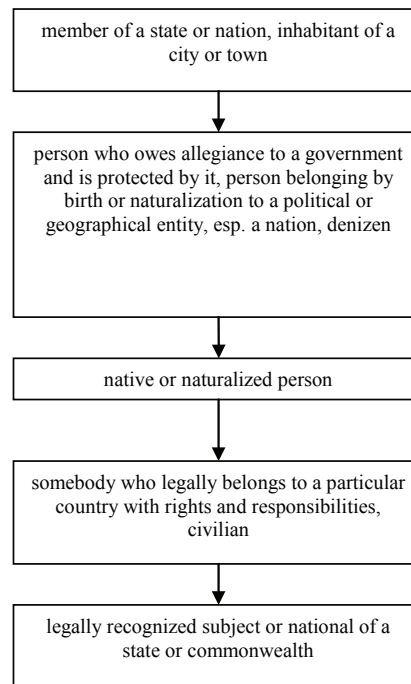 member of a state or nation, inhabitant of a
city or town
person who owes allegiance to a government
and is protected by it, person belonging by
birth or naturalization to a political or
geographical entity, esp. a nation, denizen
native or naturalized person
somebody who legally belongs to a particular
country with rights and responsibilities,
civilian
legally recognized subject or national of a
state or commonwealth